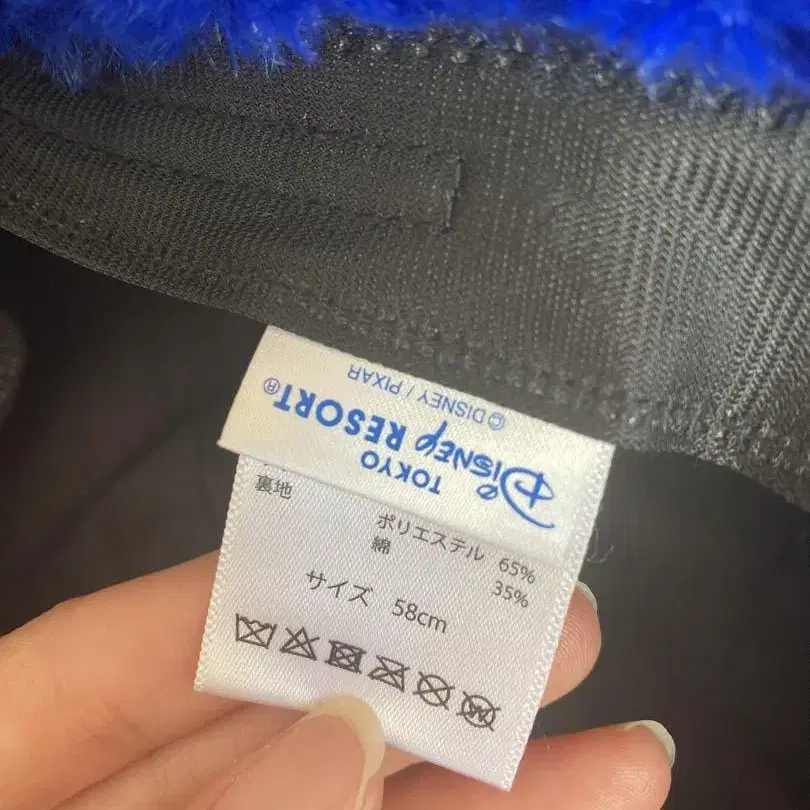 TOKYO
DISNEY RESORT®
© DISNEY / PIXAR
裏地
ポリエステル 65%
綿 35%
サイズ 58cm